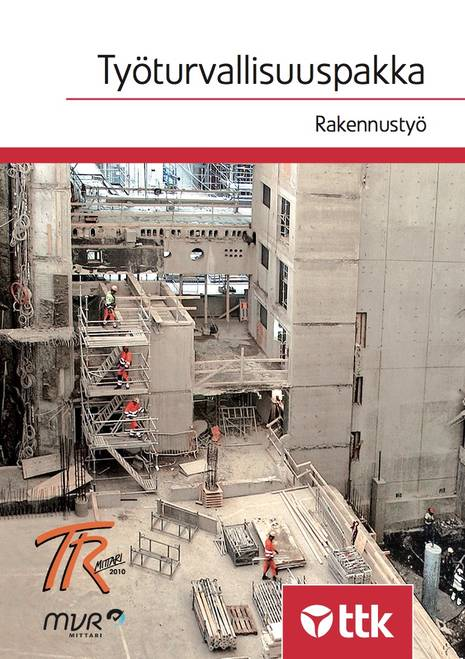 Työturvallisuuspakka
Rakennustyö
TR
MITTARI
2010
MVR
MITTARI
ttk